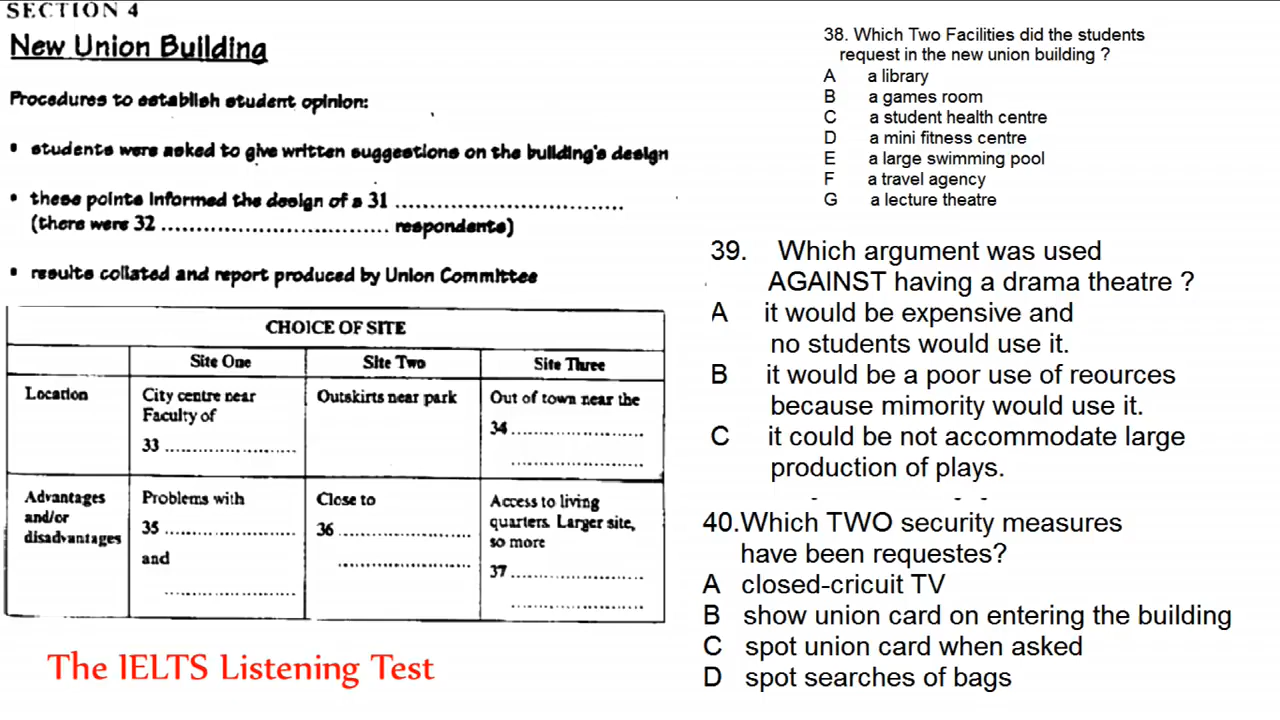 SECTION 4
New Union Building
Procedures to establish student opinion:
• students were asked to give written suggestions on the building's design
• these points informed the design of a 31 ........................................
(there were 32 ........................................ respondents)
• results collated and report produced by Union Committee
CHOICE OF SITE
Site One Site Two Site Three
Location
City centre near
Faculty of
33 ..............................
Outskirts near park
Out of town near the
34 ..............................
..............................
Advantages
and/or
disadvantages
Problems with
35 ..............................
and
..............................
Close to
36 ..............................
..............................
Access to living
quarters. Larger site,
so more
37 ..............................
..............................
The IELTS Listening Test
38. Which Two Facilities did the students
request in the new union building ?
A a library
B a games room
C a student health centre
D a mini fitness centre
E a large swimming pool
F a travel agency
G a lecture theatre
39. Which argument was used
AGAINST having a drama theatre ?
A it would be expensive and
no students would use it.
B it would be a poor use of reources
because mimority would use it.
C it could be not accommodate large
production of plays.
40.Which TWO security measures
have been requestes?
A closed-cricuit TV
B show union card on entering the building
C spot union card when asked
D spot searches of bags